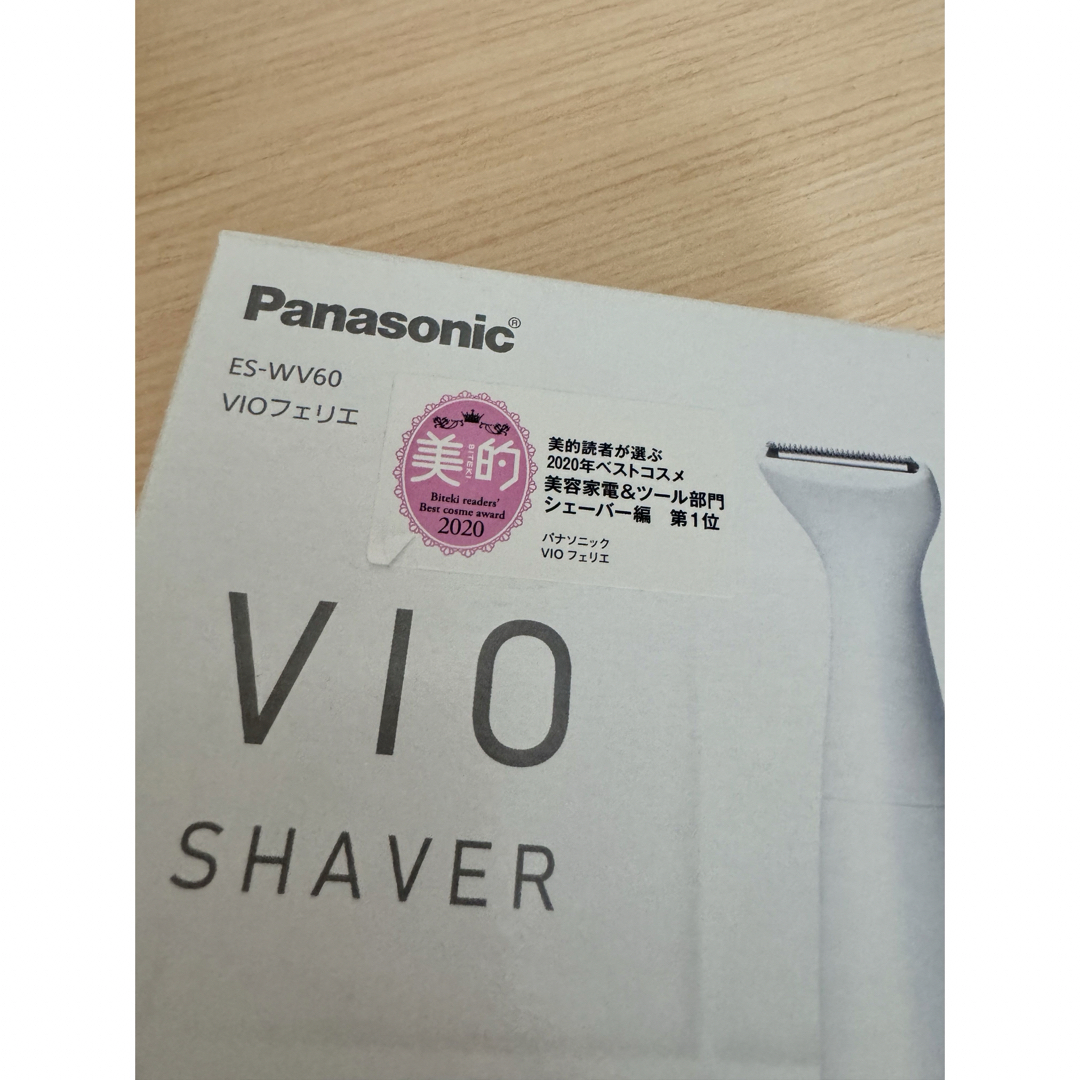 Panasonic®
ES-WV60
VIOフェリエ
美的
BITEKI
Biteki readers'
Best cosme award
2020
美的読者が選ぶ
2020年ベストコスメ
美容家電&ツール部門
シェーバー編 第1位
パナソニック
VIO フェリエ
VIO
SHAVER